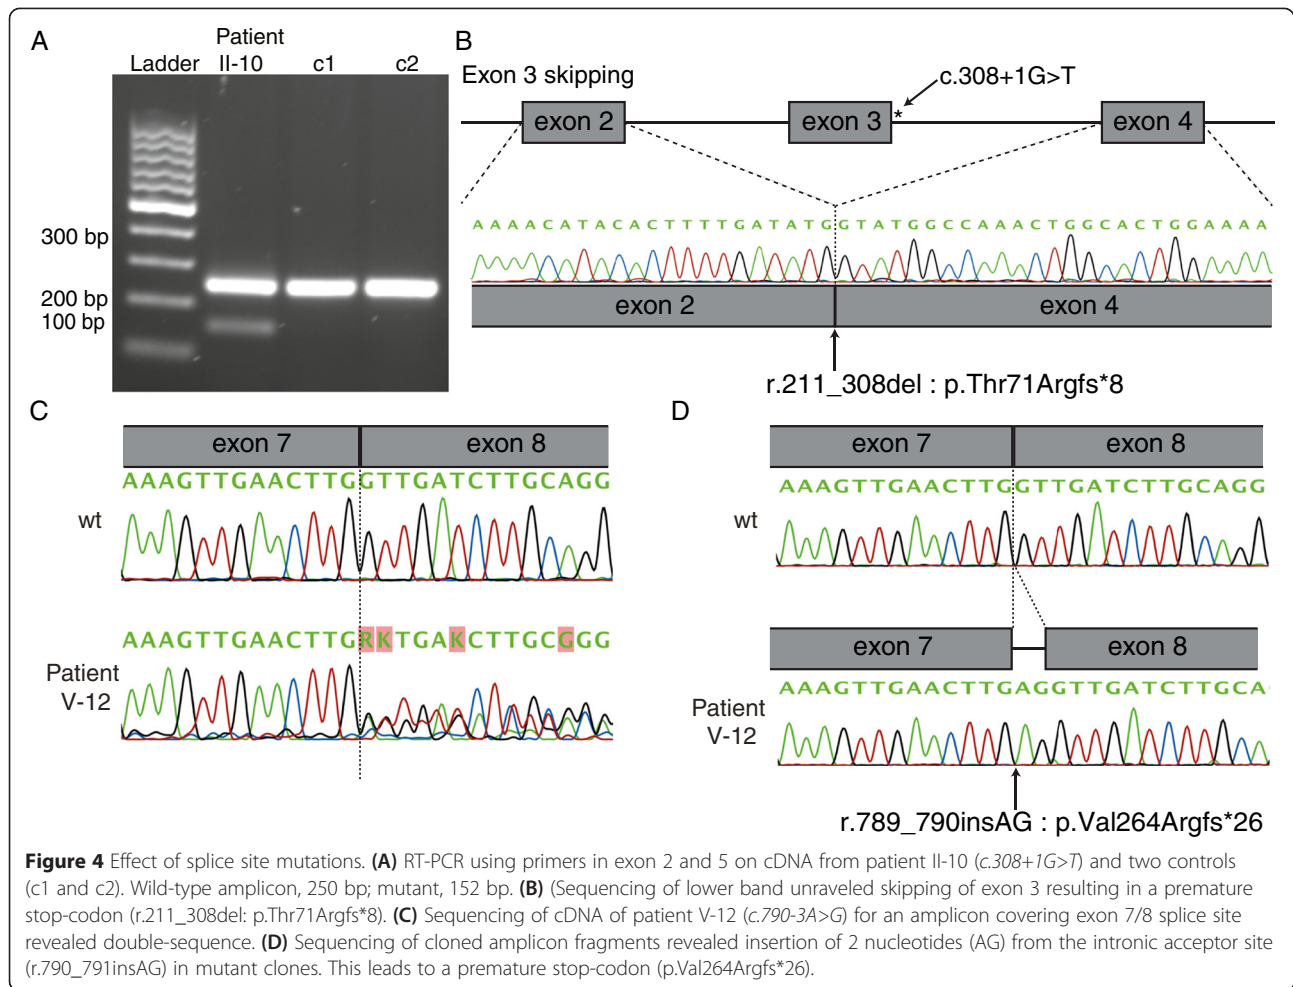 A
Patient
Ladder II-10 c1 c2
300 bp
200 bp
100 bp
B
Exon 3 skipping
c.308+1G>T
exon 2 exon 3 * exon 4
AAAACATACACTTTTGATATGGTATGGCCAAACTGGCACTGGAAAA
exon 2 exon 4
r.211_308del : p.Thr71Argfs*8
C
exon 7 exon 8
AAAGTTGAACTTGGTTGATCTTGCAGG
wt
AAAGTTGAACTTGRKTGAKCTTGCGGG
Patient
V-12
D
exon 7 exon 8
AAAGTTGAACTTGGTTGATCTTGCAGG
wt
exon 7 exon 8
AAAGTTGAACTTGAGGTTGATCTTGCA
Patient
V-12
r.789_790insAG : p.Val264Argfs*26
Figure 4 Effect of splice site mutations. (A) RT-PCR using primers in exon 2 and 5 on cDNA from patient II-10 (c.308+1G>T) and two controls
(c1 and c2). Wild-type amplicon, 250 bp; mutant, 152 bp. (B) (Sequencing of lower band unraveled skipping of exon 3 resulting in a premature
stop-codon (r.211_308del: p.Thr71Argfs*8). (C) Sequencing of cDNA of patient V-12 (c.790-3A>G) for an amplicon covering exon 7/8 splice site
revealed double-sequence. (D) Sequencing of cloned amplicon fragments revealed insertion of 2 nucleotides (AG) from the intronic acceptor site
(r.790_791insAG) in mutant clones. This leads to a premature stop-codon (p.Val264Argfs*26).